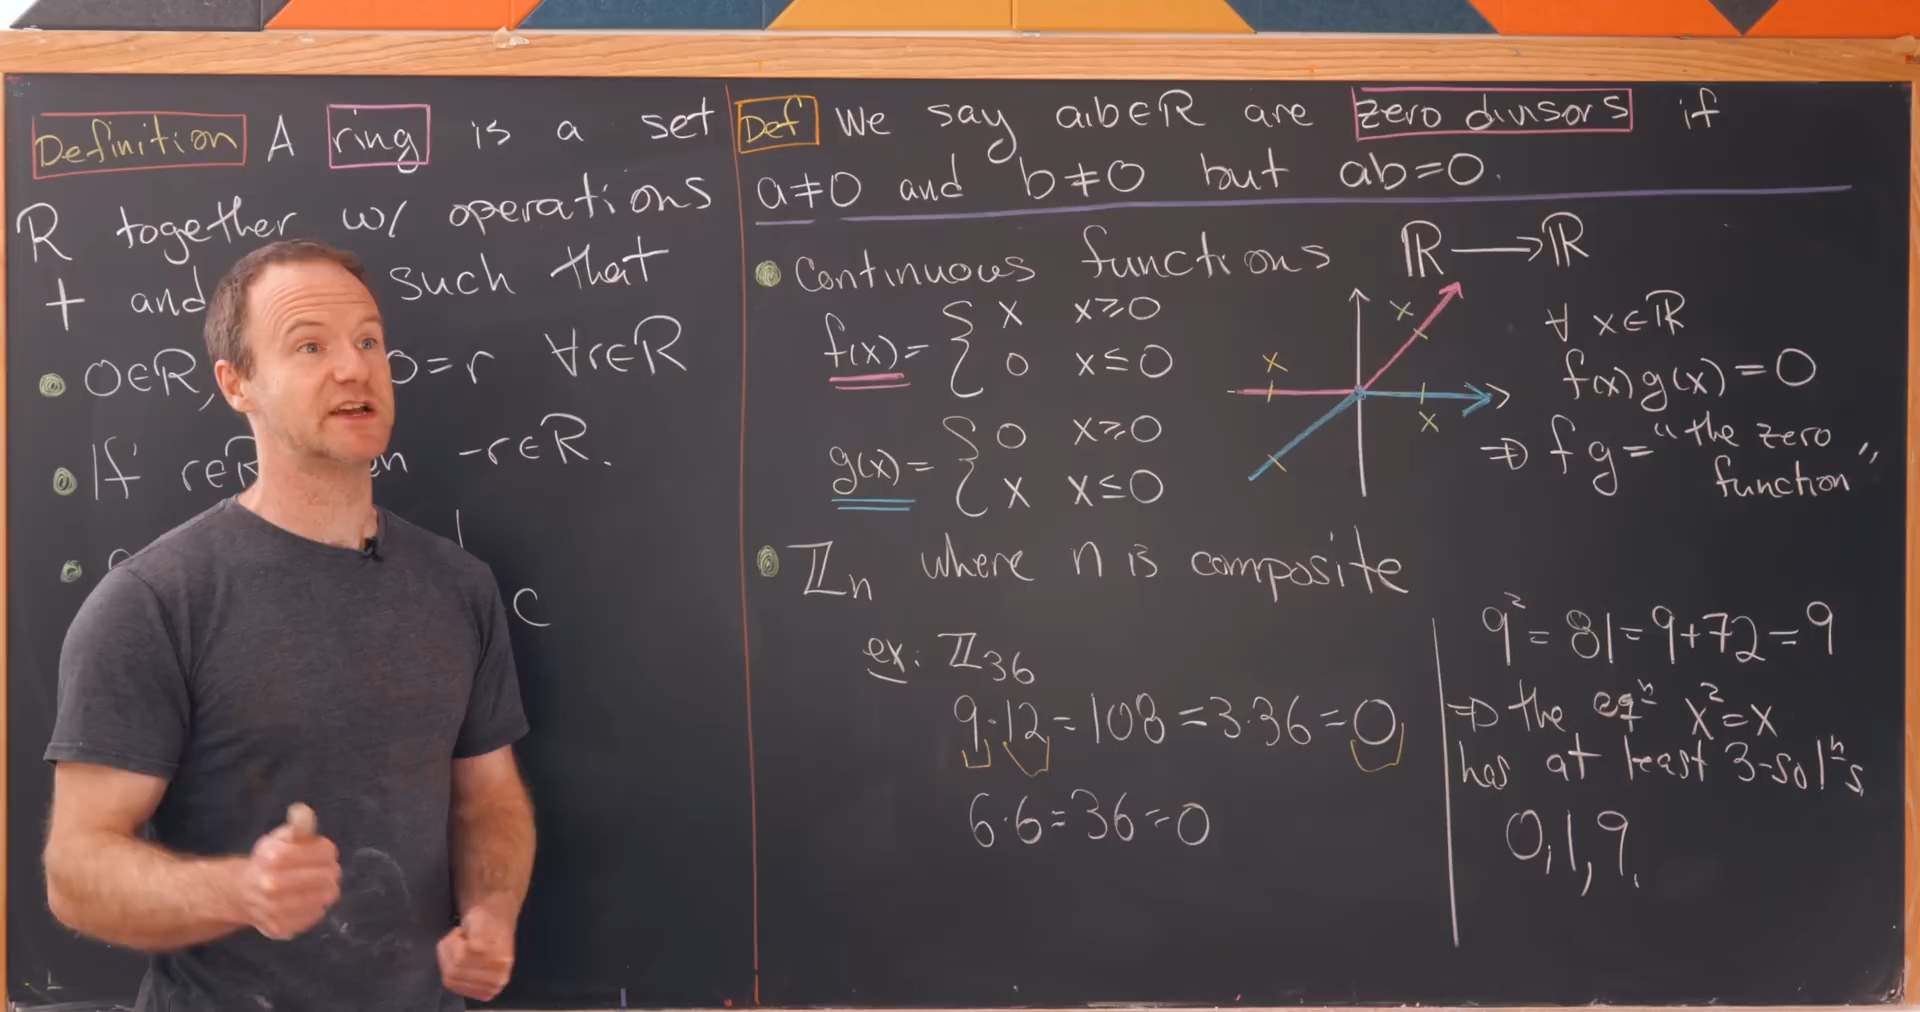 Definition A ring is a set
R together w/ operations
+ and such that
0∈R, 0=r ∀r∈R
If r∈R -r∈R.
c
Def We say a,b∈R are zero divisors if
a≠0 and b≠0 but ab=0.
Continuous functions ℝ⟶ℝ
f(x)= { x x≥0
0 x≤0
g(x)= { 0 x≥0
x x≤0
x
x
x
∀ x∈ℝ
f(x)g(x)=0
⇒ fg="the zero
function"
ℤn where n is composite
ex: ℤ36
9·12=108=3·36=0
6·6=36=0
9²=81=9+72=9
⇒ the eqⁿ x²=x
has at least 3-solⁿs
0,1,9.